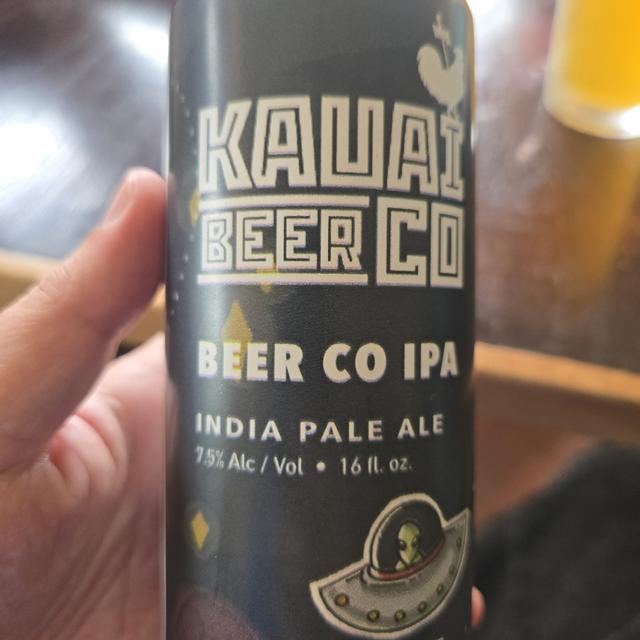 KAUAI
BEER CO
BEER CO IPA
INDIA PALE ALE
7.5% Alc / Vol • 16 fl. oz.